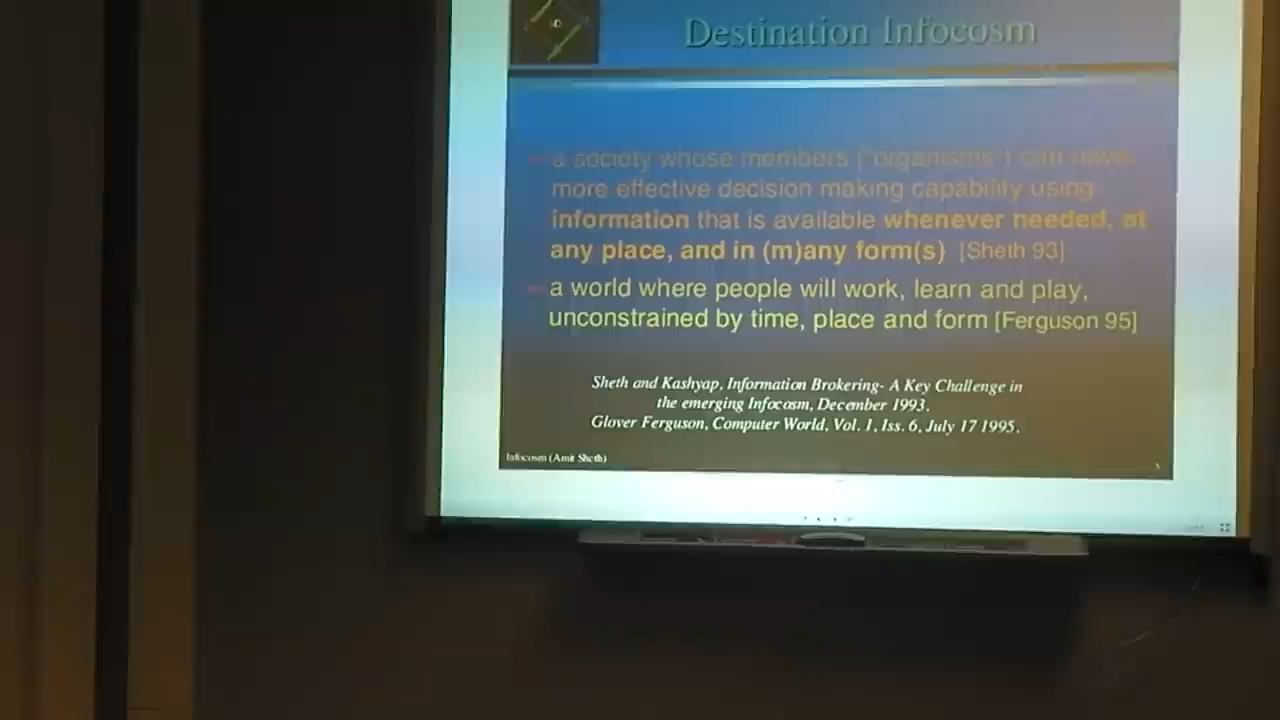 Destination Infocosm
– a society whose members ("organisms") can have
more effective decision making capability using
information that is available whenever needed, at
any place, and in (m)any form(s) [Sheth 93]
– a world where people will work, learn and play,
unconstrained by time, place and form [Ferguson 95]
Sheth and Kashyap, Information Brokering- A Key Challenge in
the emerging Infocosm, December 1993.
Glover Ferguson, Computer World, Vol. 1, Iss. 6, July 17 1995.
Infocosm (Amit Sheth)